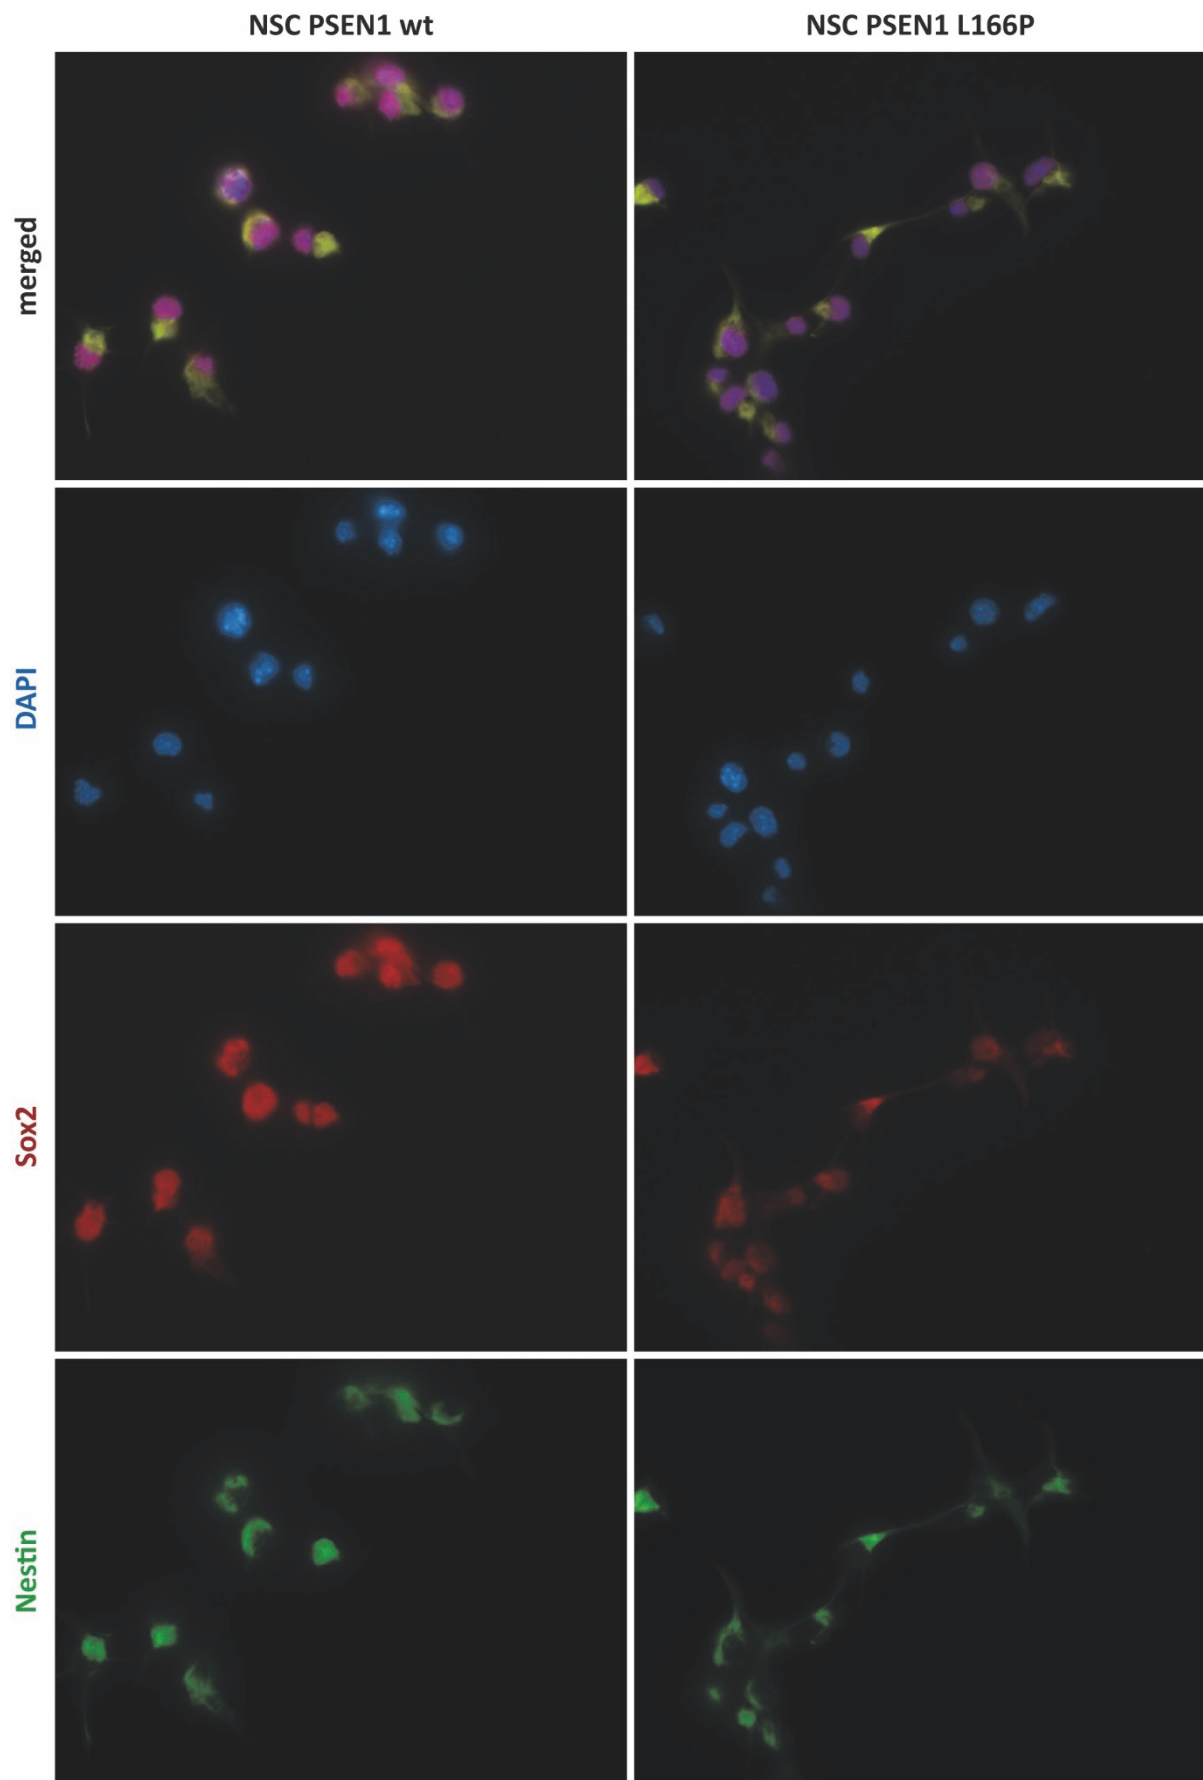 NSC PSEN1 wt
NSC PSEN1 L166P
merged
DAPI
Sox2
Nestin